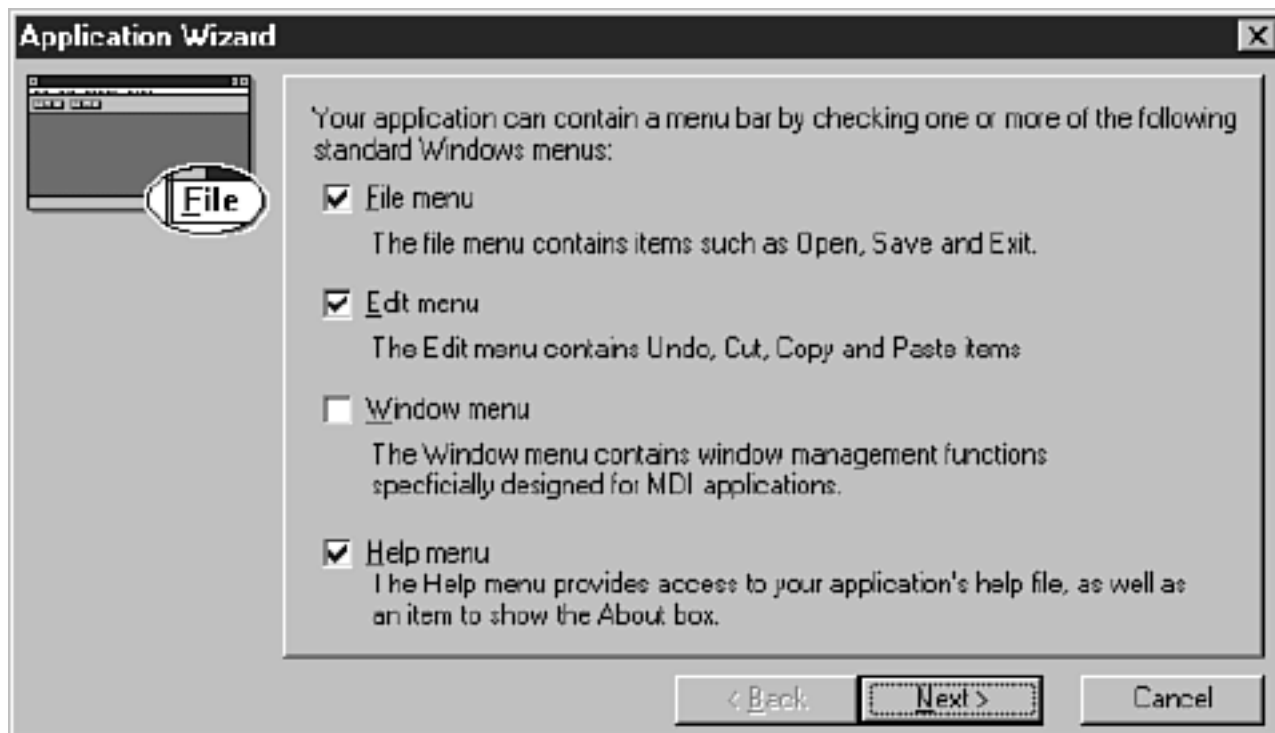 Application Wizard
File
Your application can contain a menu bar by checking one or more of the following
standard Windows menus:
File menu
The file menu contains items such as Open, Save and Exit.
Edit menu
The Edit menu contains Undo, Cut, Copy and Paste items
Window menu
The Window menu contains window management functions
specficially designed for MDI applications.
Help menu
The Help menu provides access to your application's help file, as well as
an item to show the About box.
< Back
Next >
Cancel